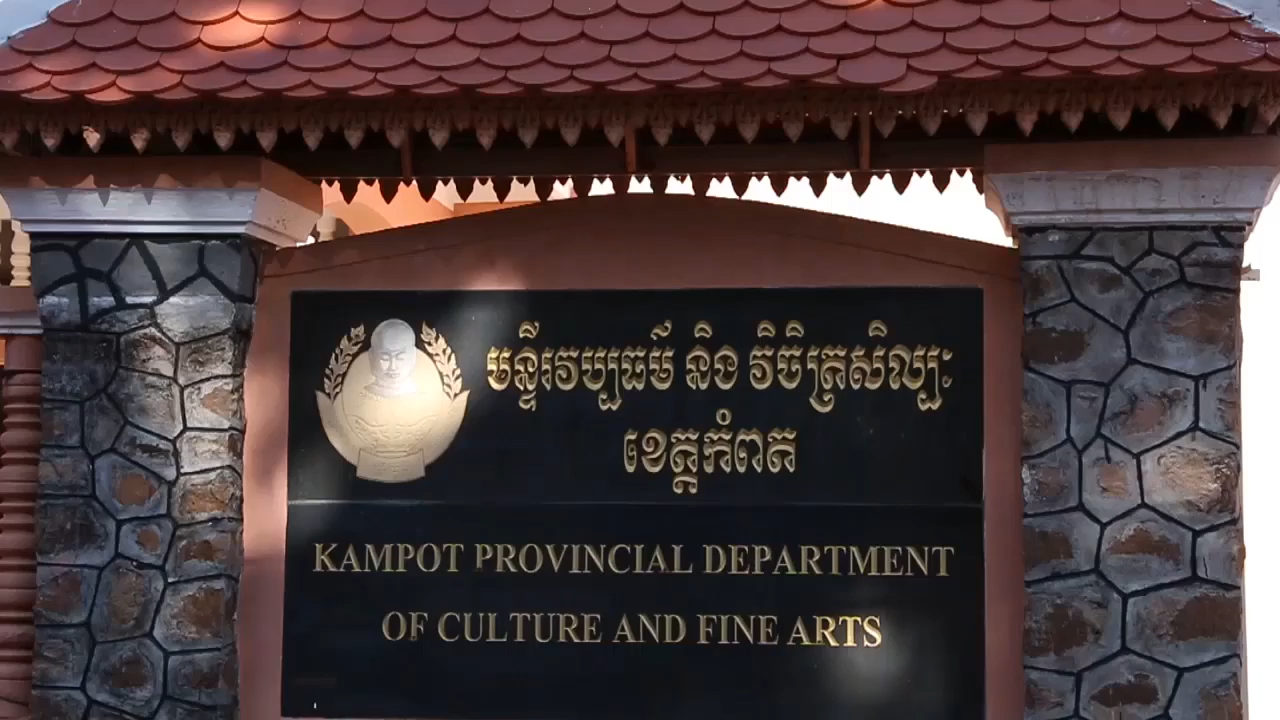 មន្ទីរវប្បធម៌ និង វិចិត្រសិល្បៈ
ខេត្តកំពត
KAMPOT PROVINCIAL DEPARTMENT
OF CULTURE AND FINE ARTS